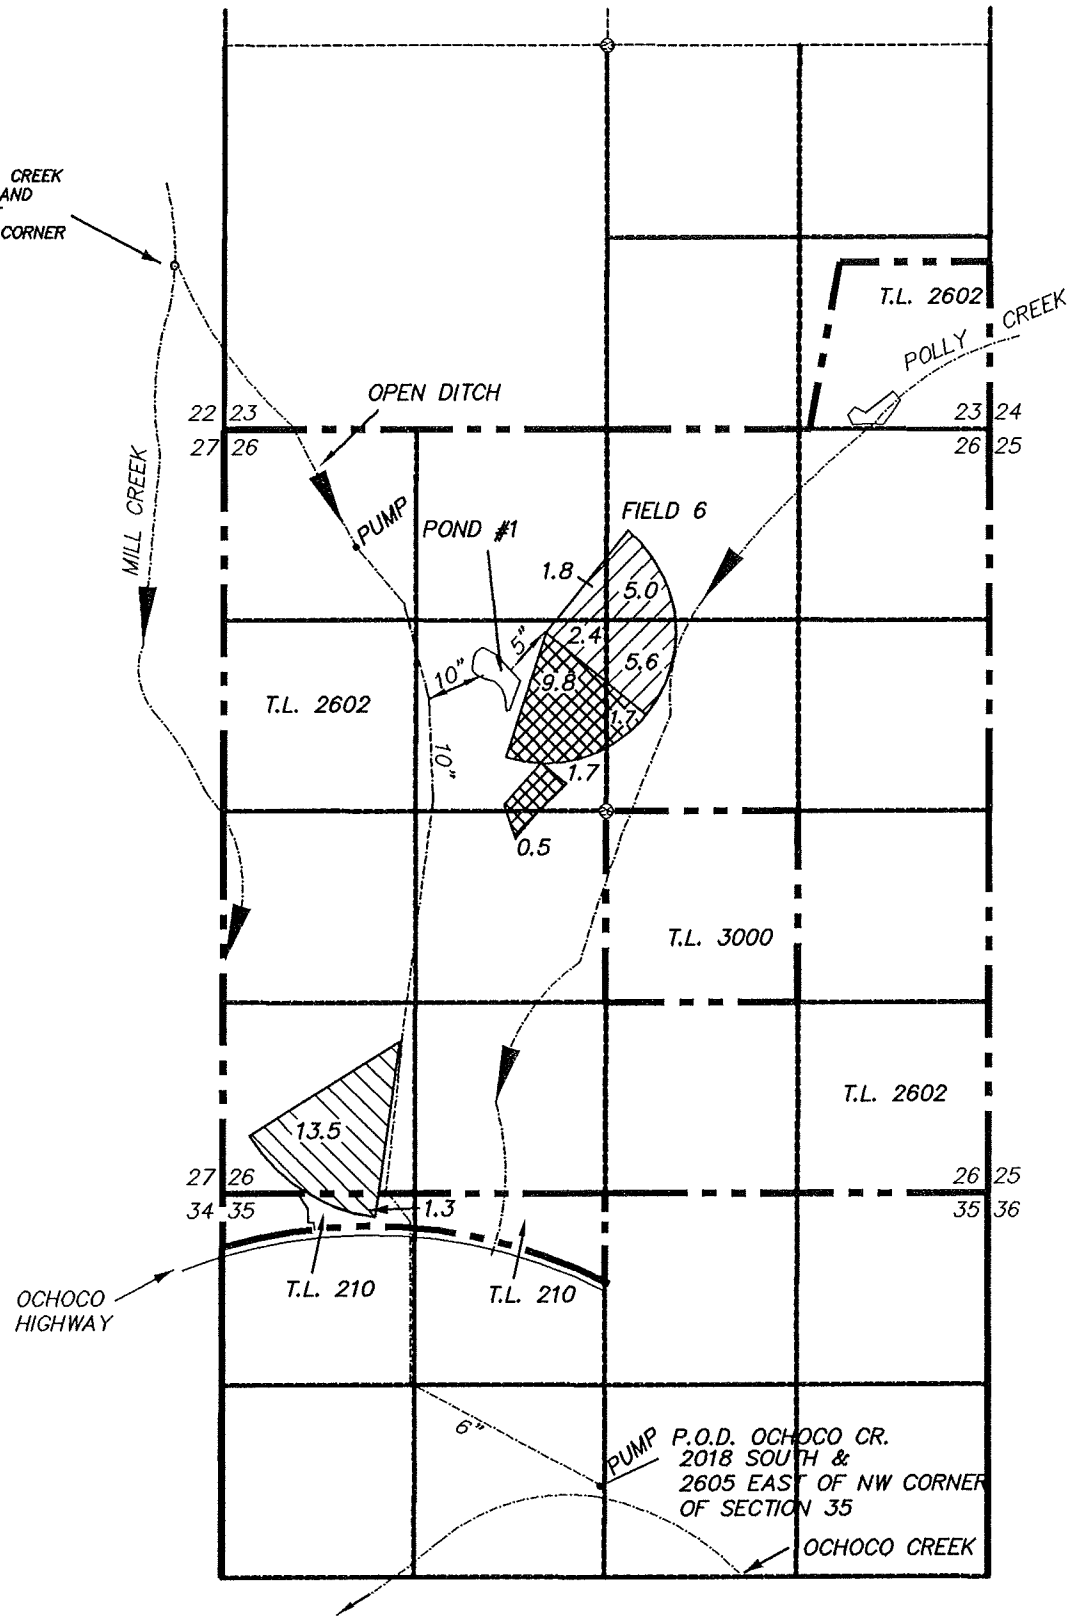 CREEK
AND
CORNER
T.L. 2602
POLLY CREEK
OPEN DITCH
22 23
27 26
23 24
26 25
MILL CREEK
PUMP
POND #1
FIELD 6
1.8
5.0
2.4
5"
5.6
10"
9.8
1.7
T.L. 2602
10"
1.7
0.5
T.L. 3000
T.L. 2602
13.5
27 26
34 35
26 25
35 36
1.3
T.L. 210
T.L. 210
OCHOCO
HIGHWAY
6"
PUMP
P.O.D. OCHOCO CR.
2018 SOUTH &
2605 EAST OF NW CORNER
OF SECTION 35
OCHOCO CREEK